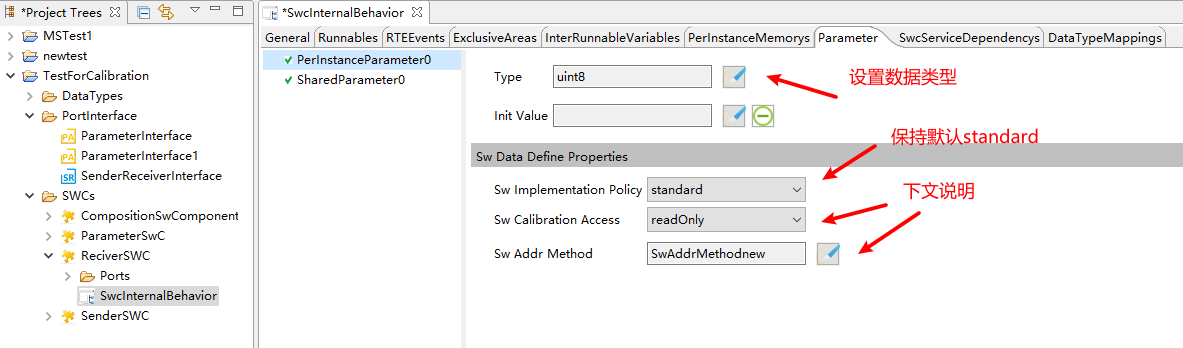 *Project Trees
MSTest1
newtest
TestForCalibration
DataTypes
PortInterface
ParameterInterface
ParameterInterface1
SenderReceiverInterface
SWCs
CompositionSwComponent
ParameterSwC
ReciverSWC
Ports
SwcInternalBehavior
SenderSWC
*SwcInternalBehavior
General Runnables RTEEvents ExclusiveAreas InterRunnableVariables PerInstanceMemorys Parameter SwcServiceDependencys DataTypeMappings
PerInstanceParameter0
SharedParameter0
Type uint8
设置数据类型
Init Value
保持默认standard
Sw Data Define Properties
Sw Implementation Policy standard
下文说明
Sw Calibration Access readOnly
Sw Addr Method SwAddrMethodnew